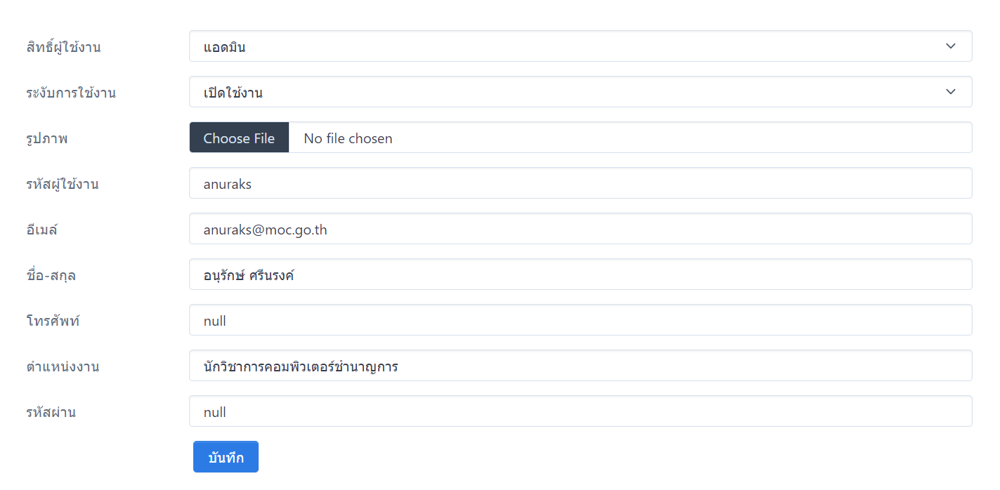 สิทธิ์ผู้ใช้งาน แอดมิน
ระงับการใช้งาน เปิดใช้งาน
รูปภาพ Choose File No file chosen
รหัสผู้ใช้งาน anuraks
อีเมล์ anuraks@moc.go.th
ชื่อ-สกุล อนุรักษ์ ศรีนรงค์
โทรศัพท์ null
ตำแหน่งงาน นักวิชาการคอมพิวเตอร์ชำนาญการ
รหัสผ่าน null
บันทึก